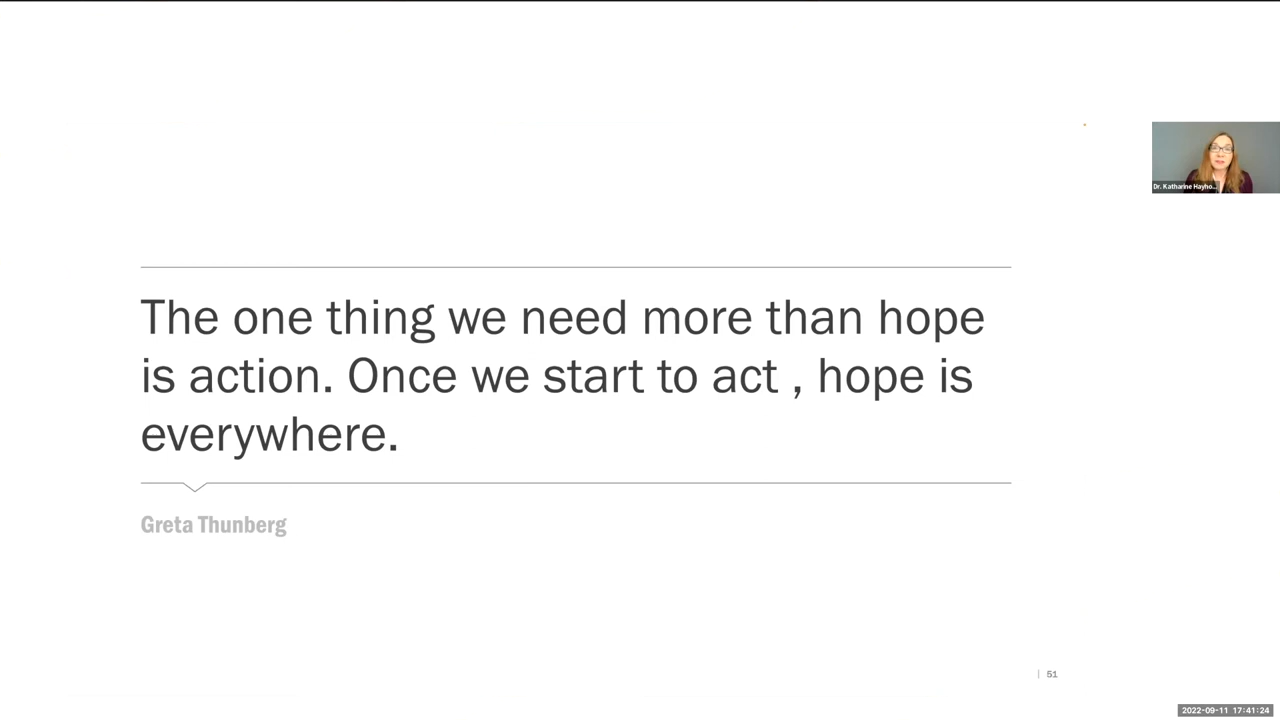 Dr. Katharine Hayho...
The one thing we need more than hope
is action. Once we start to act , hope is
everywhere.
Greta Thunberg
51
2022-09-11 17:41:24